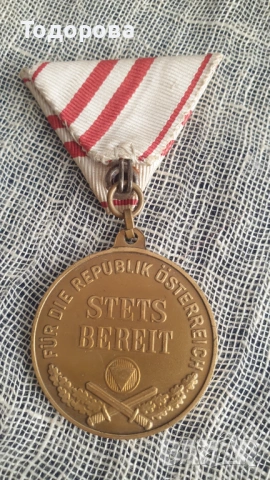 Тодорова
FÜR DIE REPUBLIK ÖSTERREICH
STETS
BEREIT